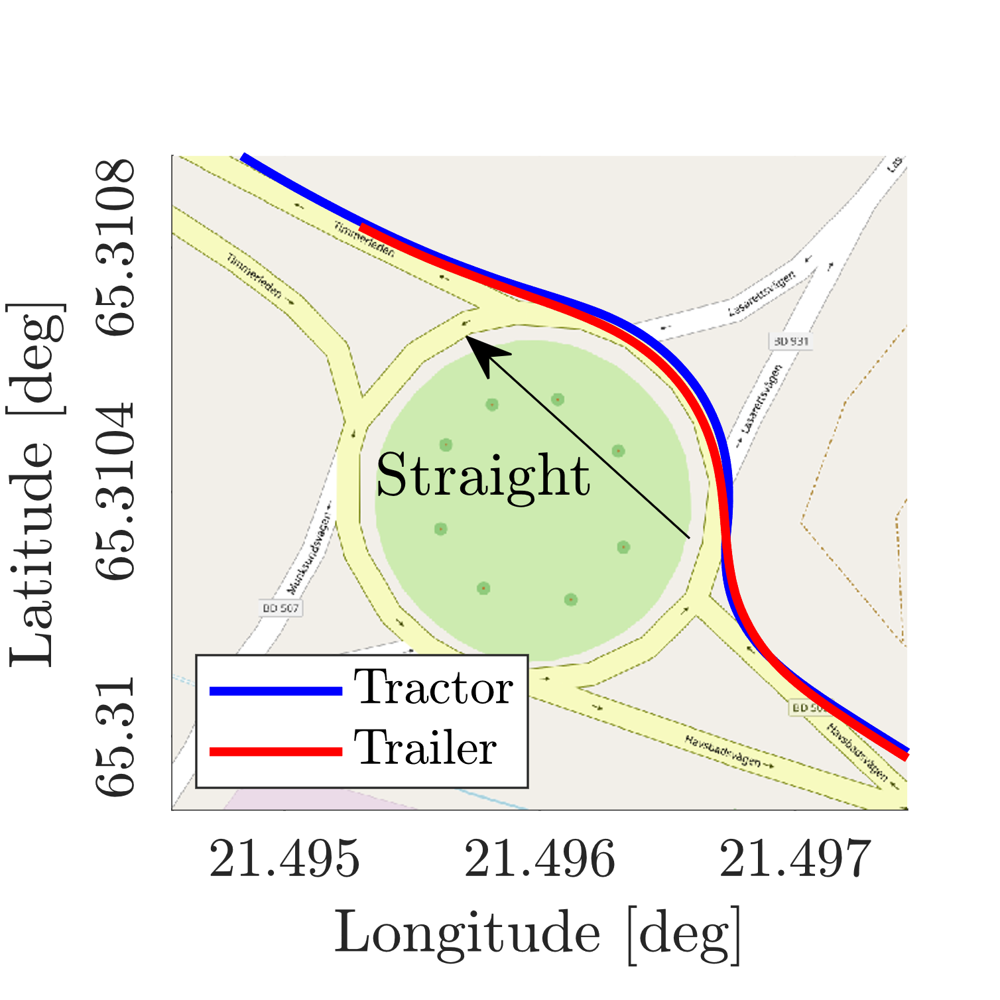 65.3108
65.3104
65.31
Latitude [deg]
21.495
21.496
21.497
Longitude [deg]
Straight
Tractor
Trailer
Timmerleden
Timmerleden
Lasarettsvägen
BD 931
Lasarettsvägen
Munksundsvägen
BD 507
Havsbadsvägen
Havsbadsvägen
Las